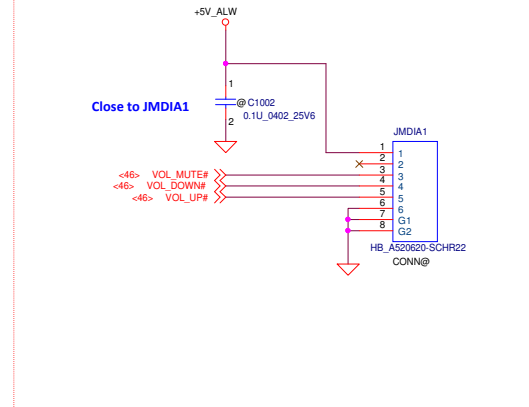 +5V_ALW
1
@ C1002
Close to JMDIA1
0.1U_0402_25V6
2
JMDIA1
1 1
2 2
<46> VOL_MUTE# 3 3
<46> VOL_DOWN# 4 4
<46> VOL_UP# 5 5
6 6
7 G1
8 G2
HB_A520620-SCHR22
CONN@